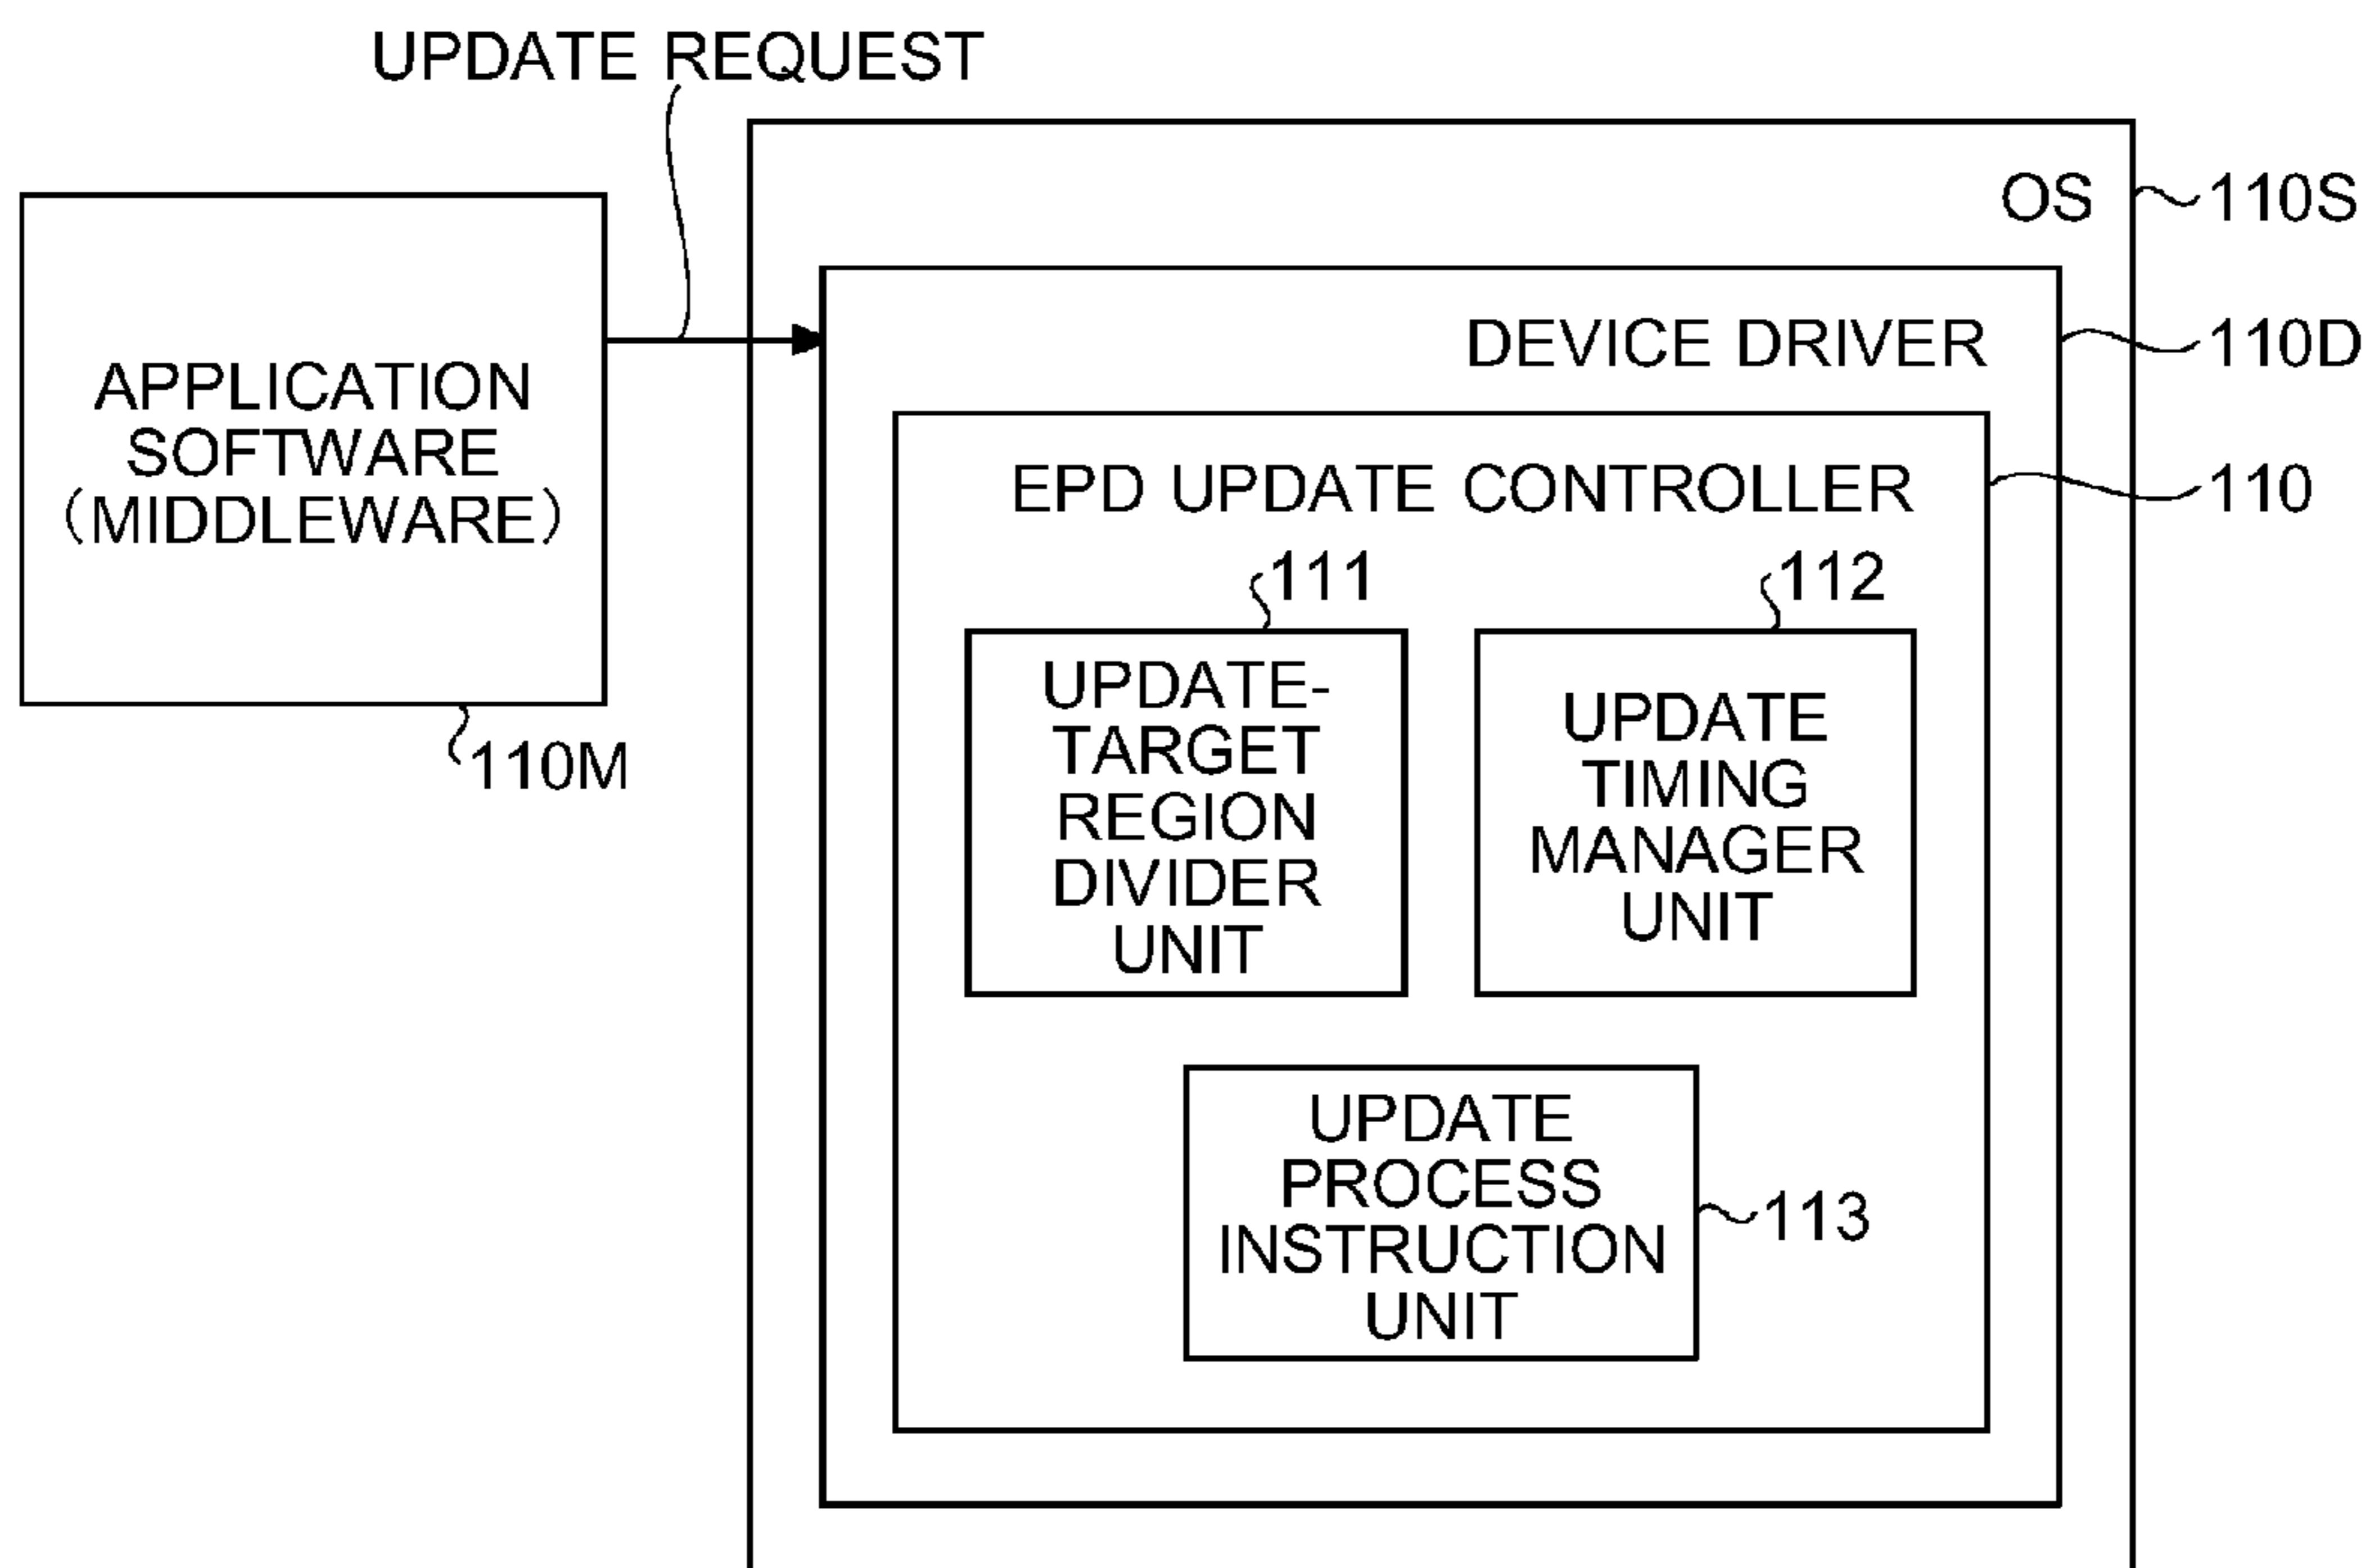 UPDATE REQUEST
OS
110S
DEVICE DRIVER
110D
APPLICATION
SOFTWARE
(MIDDLEWARE)
110M
EPD UPDATE CONTROLLER
110
111
UPDATE-
TARGET
REGION
DIVIDER
UNIT
112
UPDATE
TIMING
MANAGER
UNIT
UPDATE
PROCESS
INSTRUCTION
UNIT
113